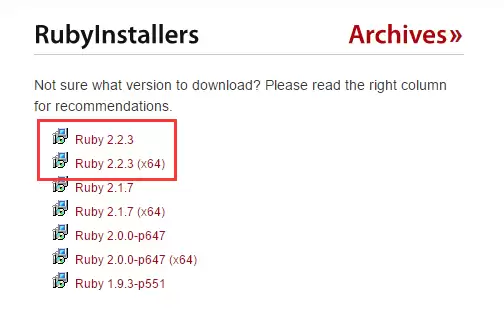 RubyInstallers Archives»
Not sure what version to download? Please read the right column
for recommendations.
Ruby 2.2.3
Ruby 2.2.3 (x64)
Ruby 2.1.7
Ruby 2.1.7 (x64)
Ruby 2.0.0-p647
Ruby 2.0.0-p647 (x64)
Ruby 1.9.3-p551